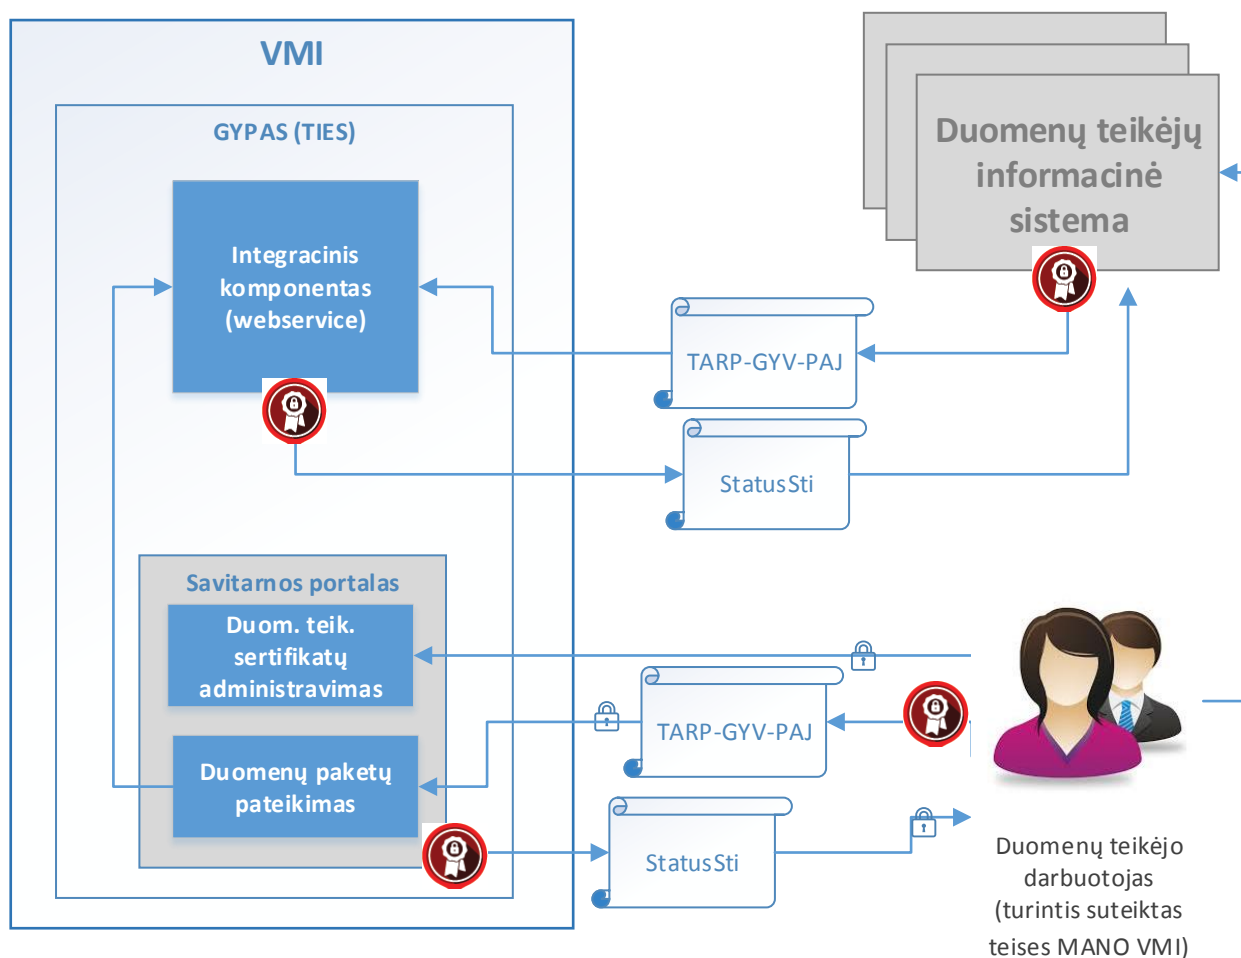 VMI
GYPAS (TIES)
Integracinis
komponentas
(webservice)
Duomenų teikėjų
informacinė
sistema
TARP-GYV-PAJ
StatusSti
Savitarnos portalas
Duom. teik.
sertifikatų
administravimas
Duomenų paketų
pateikimas
TARP-GYV-PAJ
StatusSti
Duomenų teikėjo
darbuotojas
(turintis suteiktas
teises MANO VMI)